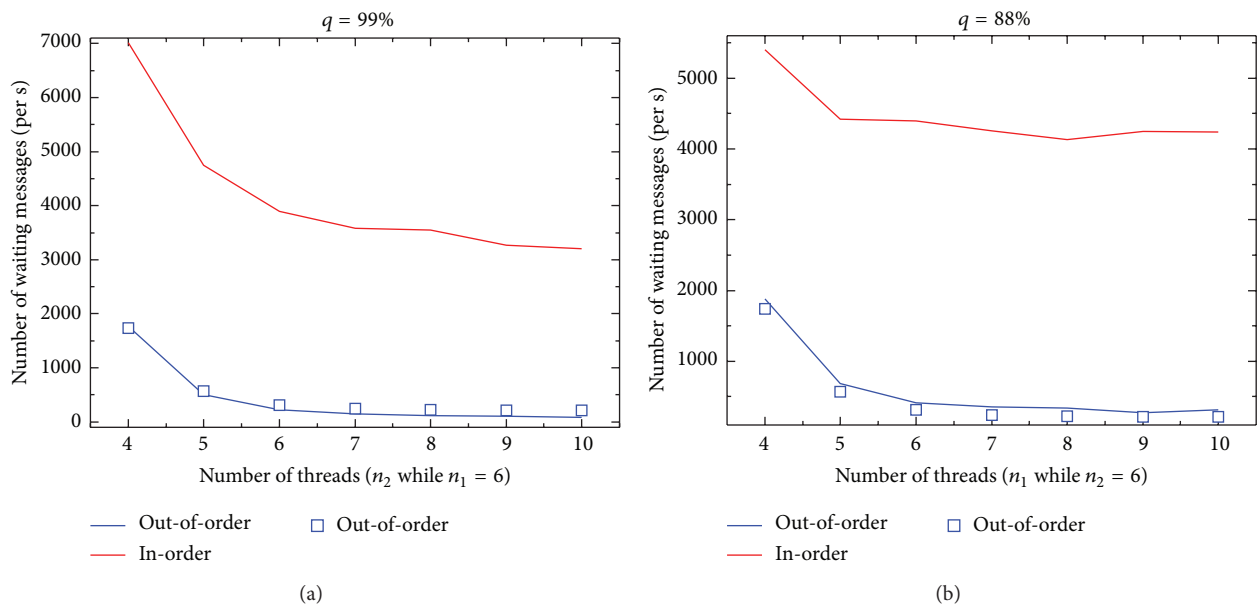 q = 99%
7000
6000
5000
4000
3000
2000
1000
0
Number of waiting messages (per s)
4 5 6 7 8 9 10
Number of threads (n₂ while n₁ = 6)
Out-of-order
Out-of-order
In-order
(a)
q = 88%
5000
4000
3000
2000
1000
Number of waiting messages (per s)
4 5 6 7 8 9 10
Number of threads (n₁ while n₂ = 6)
Out-of-order
Out-of-order
In-order
(b)